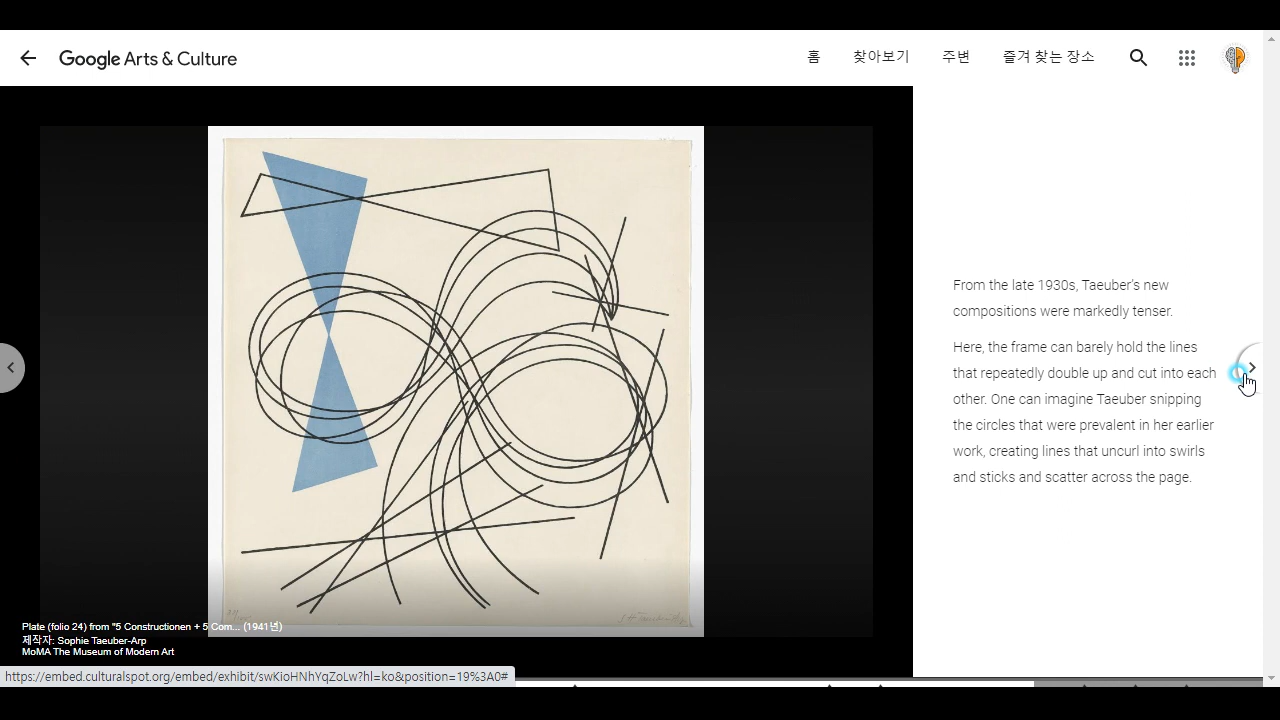 Google Arts & Culture
홈 찾아보기 주변 즐겨 찾는 장소
From the late 1930s, Taeuber's new
compositions were markedly tenser.
Here, the frame can barely hold the lines
that repeatedly double up and cut into each
other. One can imagine Taeuber snipping
the circles that were prevalent in her earlier
work, creating lines that uncurl into swirls
and sticks and scatter across the page.
Plate (folio 24) from "5 Constructionen + 5 Com... (1941년)
제작자: Sophie Taeuber-Arp
MoMA The Museum of Modern Art
https://embed.culturalspot.org/embed/exhibit/swKioHNhYqZoLw?hl=ko&position=19%3A0#